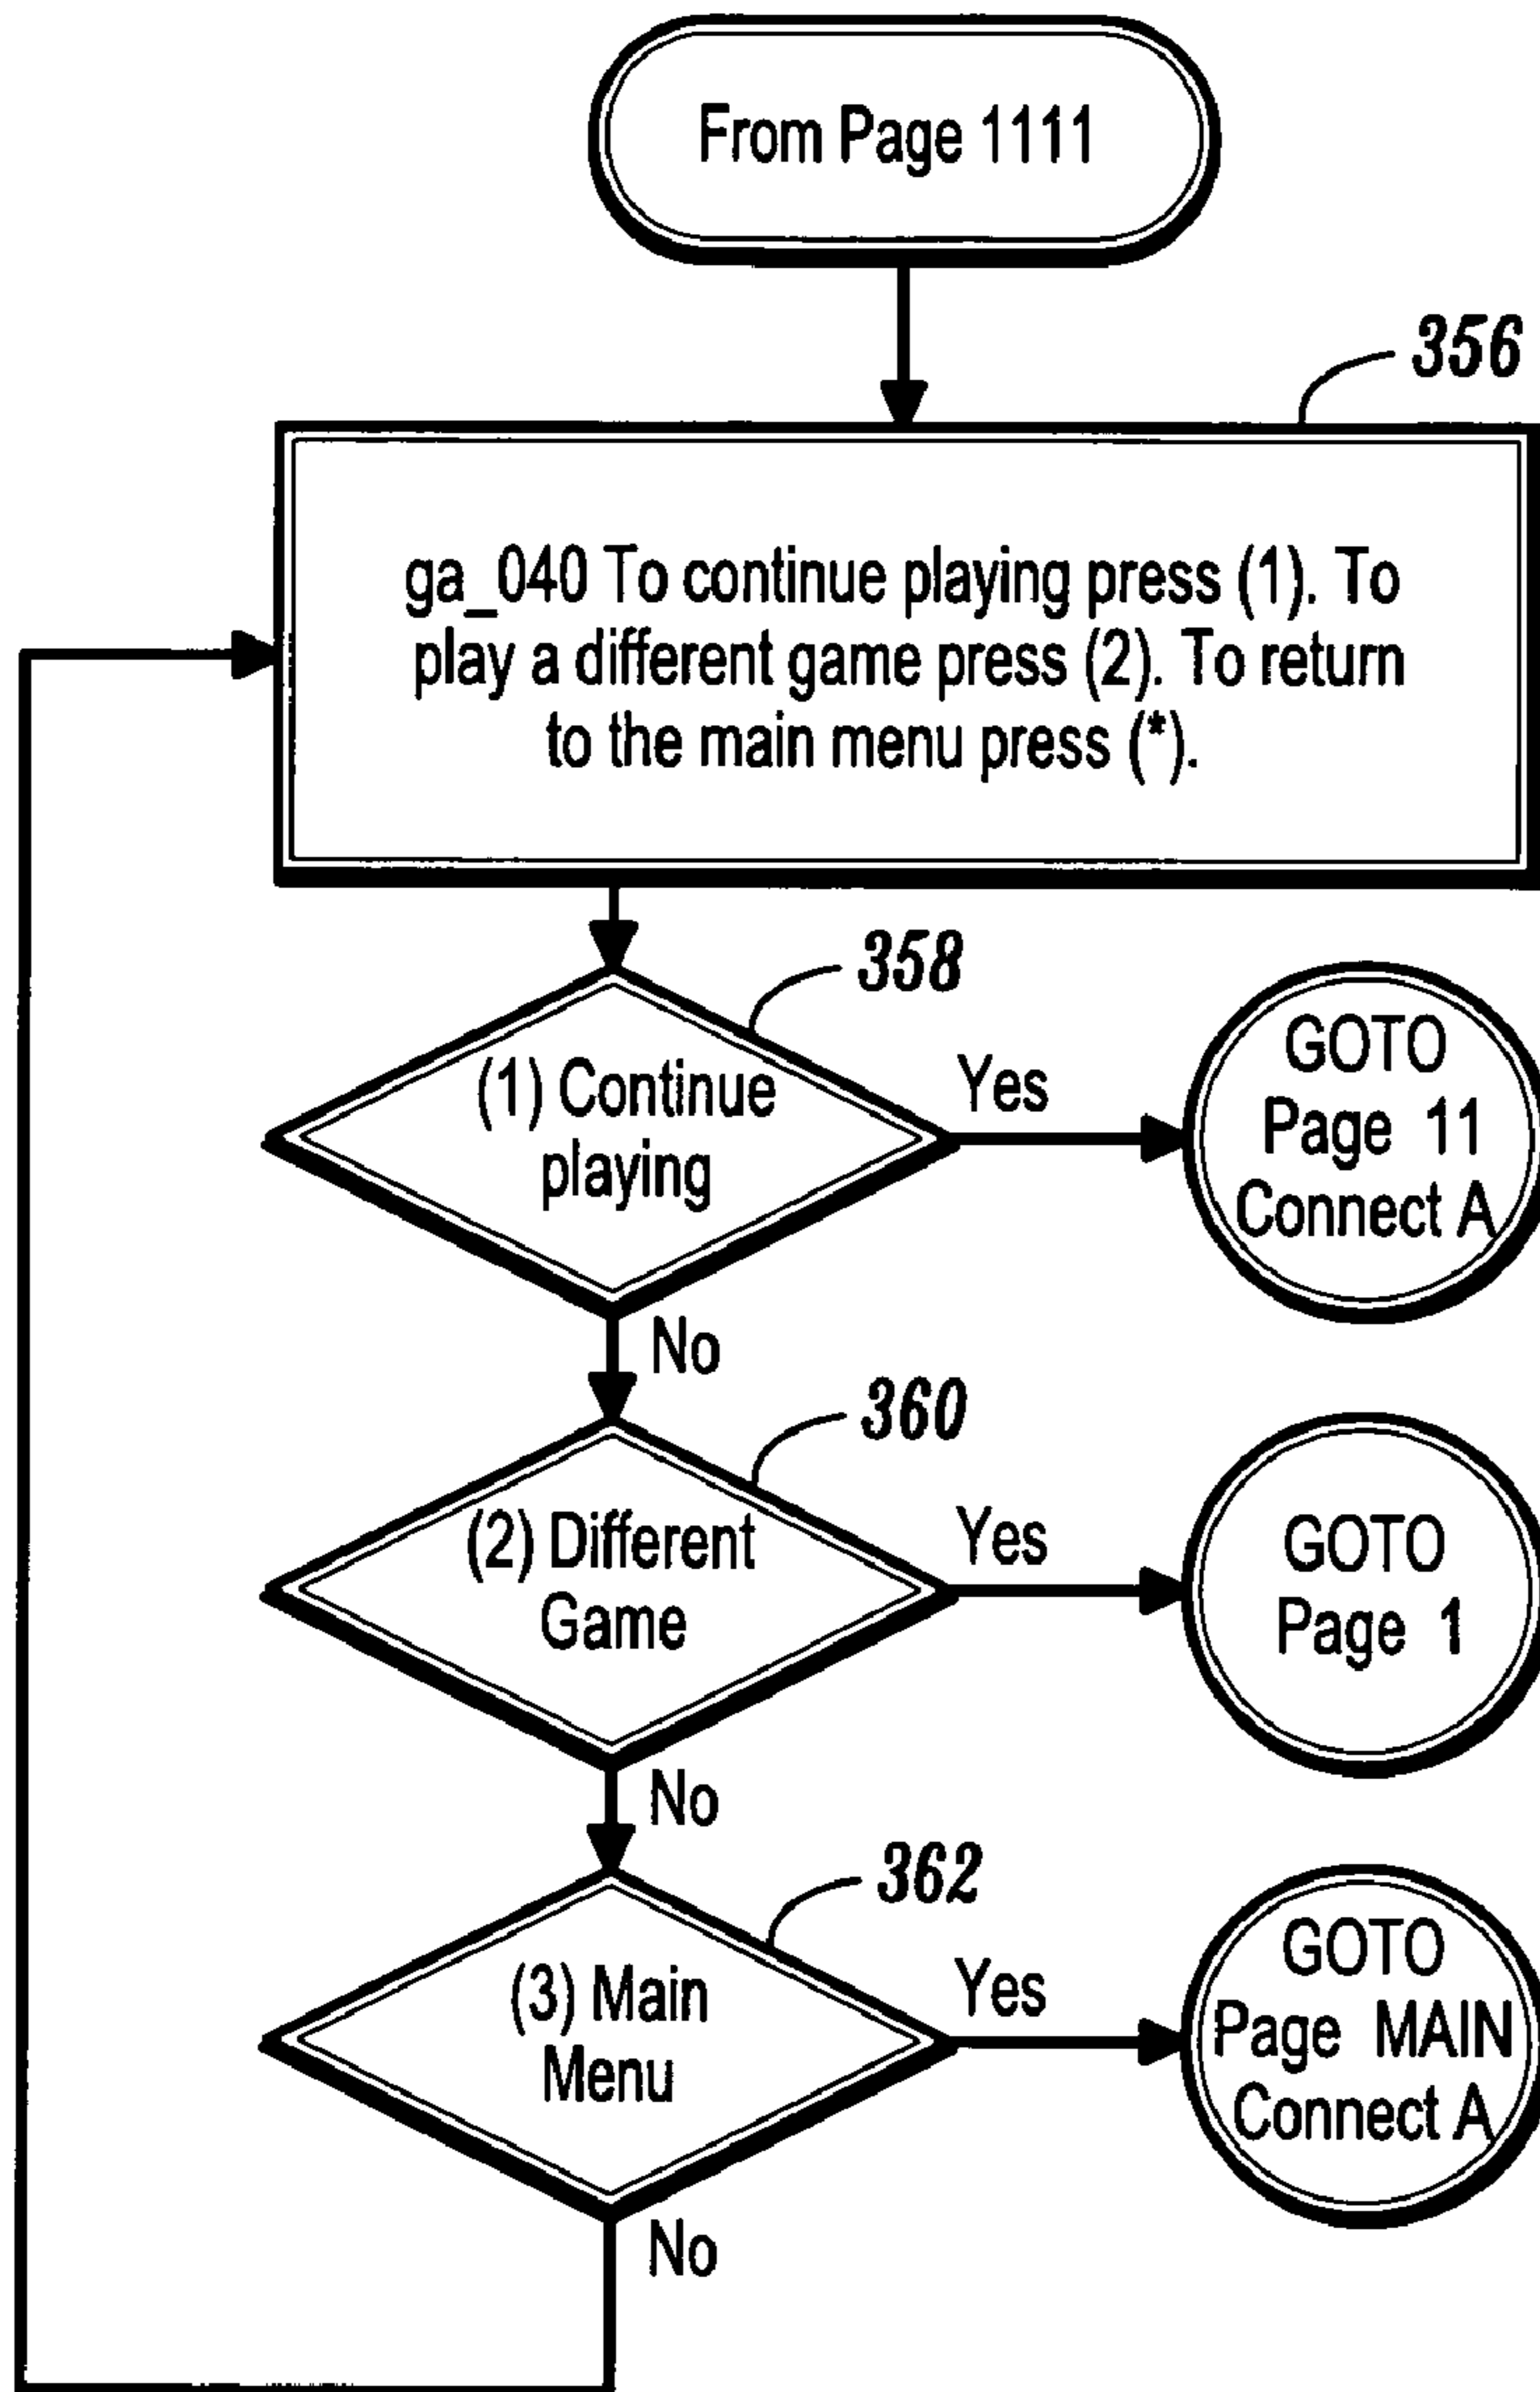 From Page 1111
356
ga_040 To continue playing press (1). To
play a different game press (2). To return
to the main menu press (*).
358
(1) Continue
playing
Yes
GOTO
Page 11
Connect A
No
360
(2) Different
Game
Yes
GOTO
Page 1
No
362
(3) Main
Menu
Yes
GOTO
Page MAIN
Connect A
No